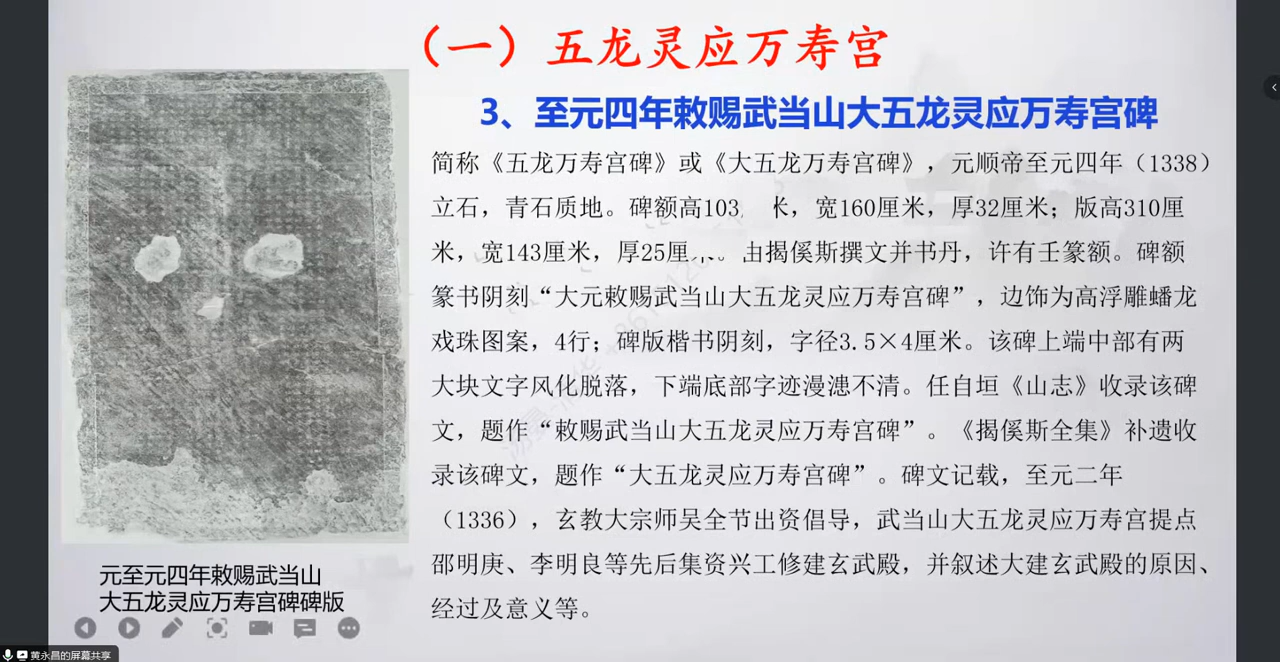 （一）五龙灵应万寿宫
3、至元四年敕赐武当山大五龙灵应万寿宫碑
简称《五龙万寿宫碑》或《大五龙万寿宫碑》，元顺帝至元四年（1338）
立石，青石质地。碑额高103 米，宽160厘米，厚32厘米；版高310厘
米，宽143厘米，厚25厘米。由揭傒斯撰文并书丹，许有壬篆额。碑额
篆书阴刻“大元敕赐武当山大五龙灵应万寿宫碑”，边饰为高浮雕蟠龙
戏珠图案，4行；碑版楷书阴刻，字径3.5×4厘米。该碑上端中部有两
大块文字风化脱落，下端底部字迹漫漶不清。任自垣《山志》收录该碑
文，题作“敕赐武当山大五龙灵应万寿宫碑”。《揭傒斯全集》补遗收
录该碑文，题作“大五龙灵应万寿宫碑”。碑文记载，至元二年
（1336），玄教大宗师吴全节出资倡导，武当山大五龙灵应万寿宫提点
邵明庚、李明良等先后集资兴工修建玄武殿，并叙述大建玄武殿的原因、
经过及意义等。
元至元四年敕赐武当山
大五龙灵应万寿宫碑碑版
黄永昌的屏幕共享